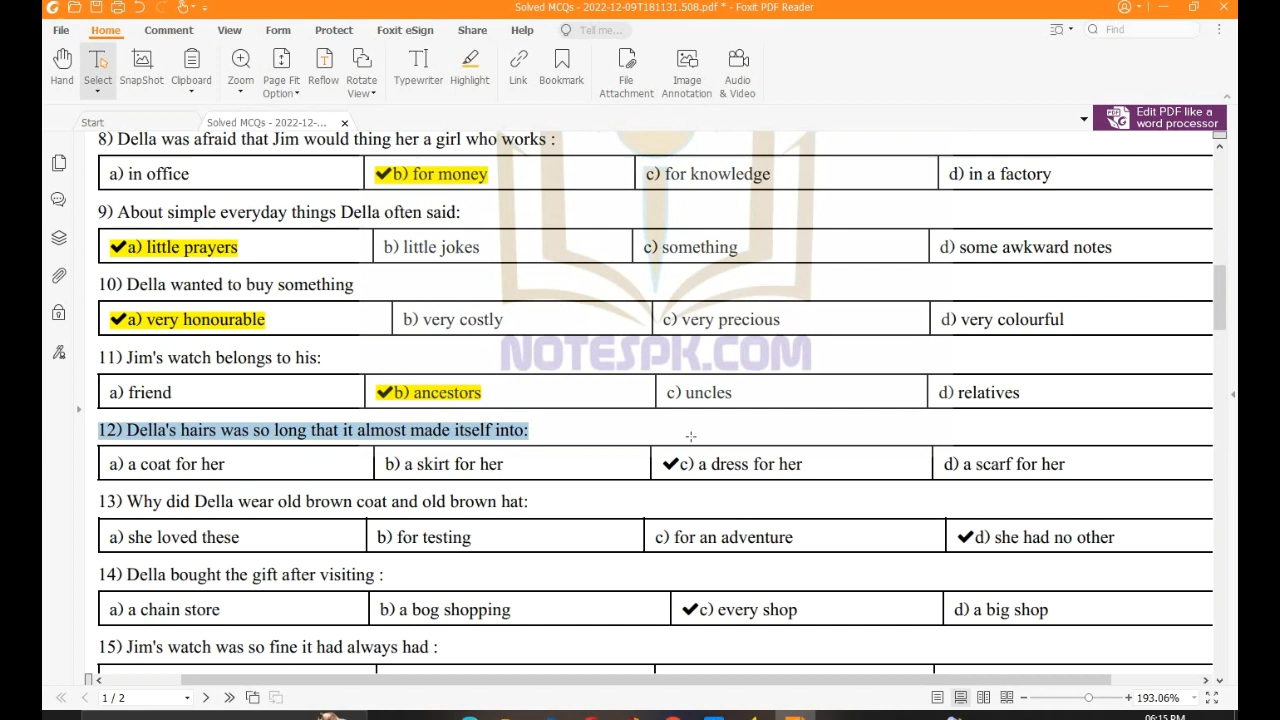 Solved MCQs - 2022-12-09T181131.508.pdf * - Foxit PDF Reader
File Home Comment View Form Protect Foxit eSign Share Help Tell me... Find
Hand Select SnapShot Clipboard Zoom Page Fit Option Reflow Rotate View Typewriter Highlight Link Bookmark File Attachment Image Annotation Audio & Video
Start Solved MCQs - 2022-12-... Edit PDF like a word processor
8) Della was afraid that Jim would thing her a girl who works :
a) in office ✔b) for money c) for knowledge d) in a factory
9) About simple everyday things Della often said:
✔a) little prayers b) little jokes c) something d) some awkward notes
10) Della wanted to buy something
✔a) very honourable b) very costly c) very precious d) very colourful
NOTESPK.COM
11) Jim's watch belongs to his:
a) friend ✔b) ancestors c) uncles d) relatives
12) Della's hairs was so long that it almost made itself into:
a) a coat for her b) a skirt for her ✔c) a dress for her d) a scarf for her
13) Why did Della wear old brown coat and old brown hat:
a) she loved these b) for testing c) for an adventure ✔d) she had no other
14) Della bought the gift after visiting :
a) a chain store b) a bog shopping ✔c) every shop d) a big shop
15) Jim's watch was so fine it had always had :
1 / 2 193.06%
06:15 PM